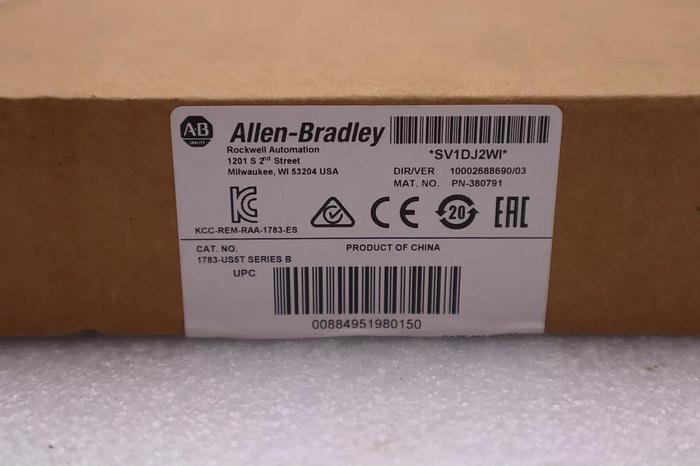 AB
QUALITY
Allen-Bradley
Rockwell Automation
1201 S 2nd Street
Milwaukee, WI 53204 USA
*SV1DJ2WI*
DIR/VER 10002688690/03
MAT. NO. PN-380791
KCC-REM-RAA-1783-ES
CE
20
EAC
CAT. NO.
1783-US5T SERIES B
PRODUCT OF CHINA
UPC
00884951980150